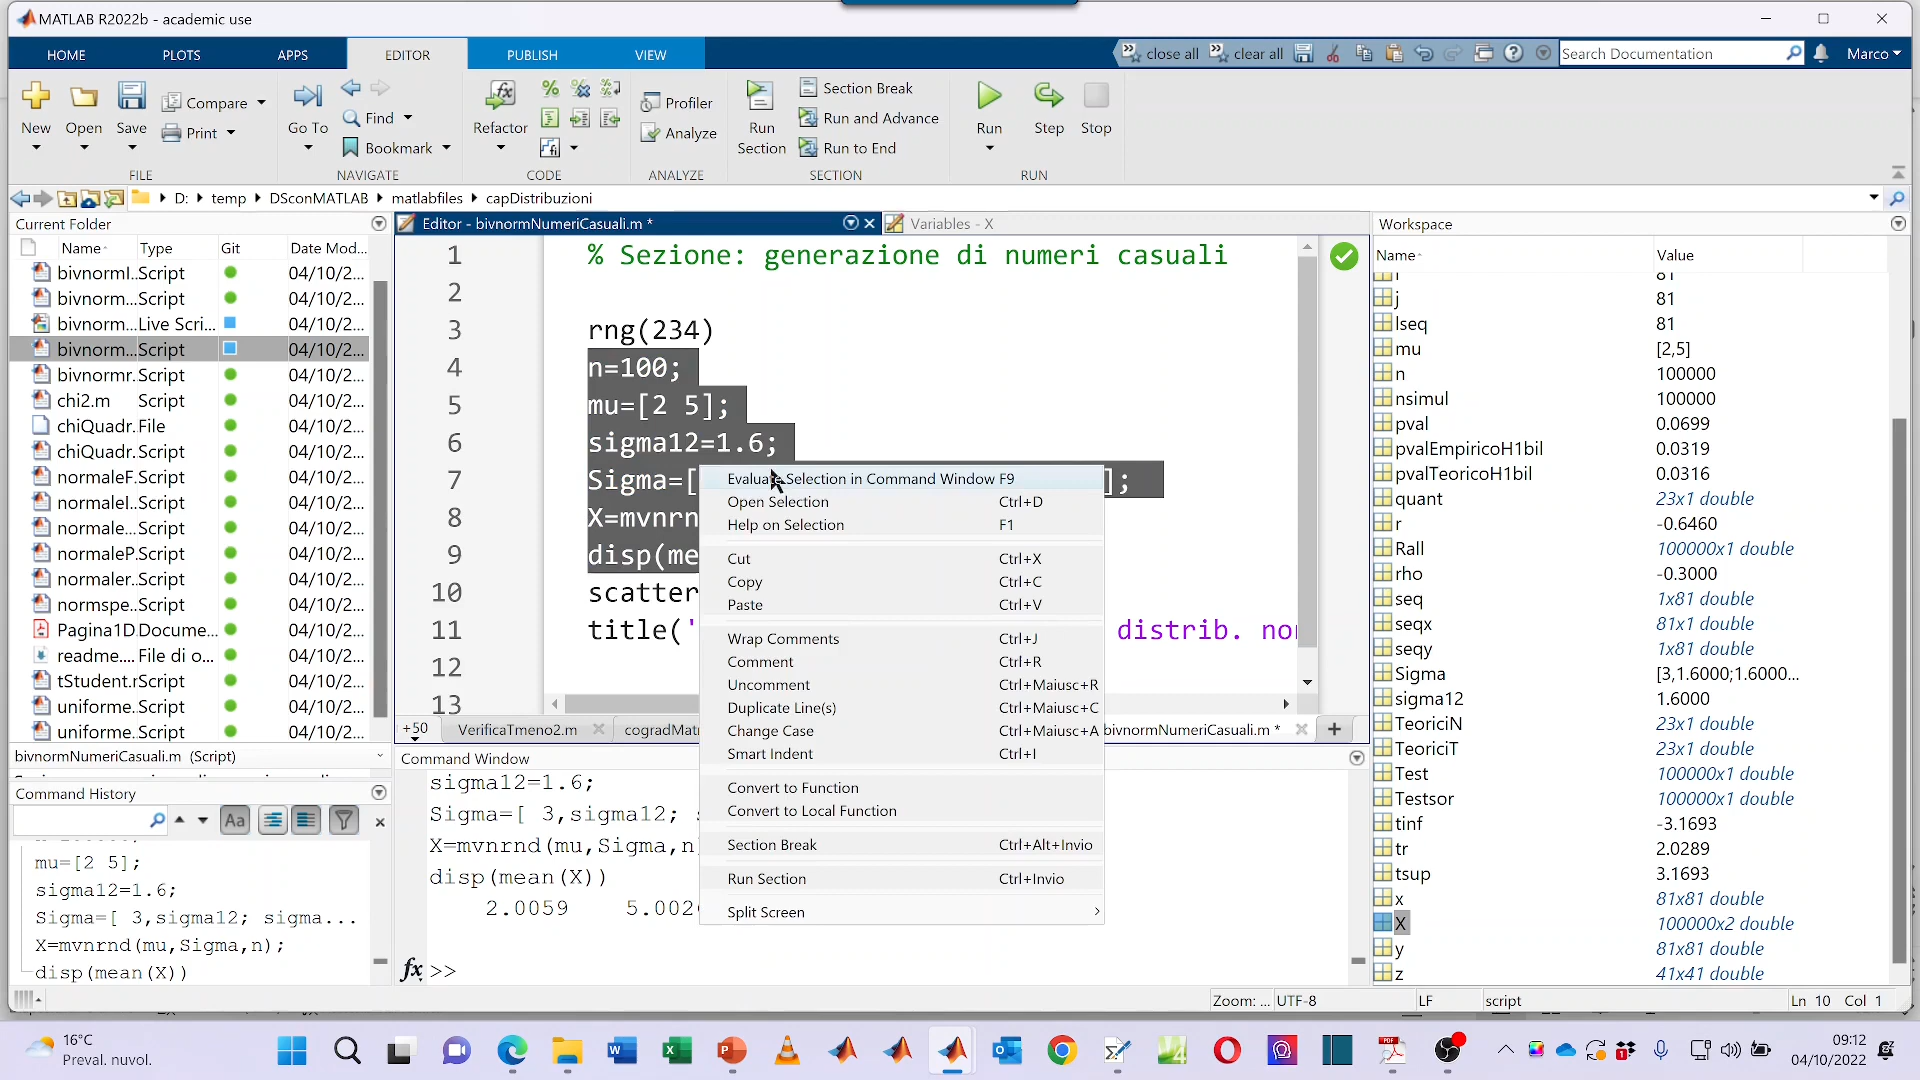 MATLAB R2022b - academic use
HOME PLOTS APPS EDITOR PUBLISH VIEW close all clear all Search Documentation Marco
New Open Save Compare Print Go To Find Bookmark Refactor Profiler Analyze Run Section Section Break Run and Advance Run to End Run Step Stop
FILE NAVIGATE CODE ANALYZE SECTION RUN
D: temp DSconMATLAB matlabfiles capDistribuzioni
Current Folder
Name Type Git Date Mod...
bivnormI..Script 04/10/2...
bivnorm...Script 04/10/2...
bivnorm...Live Scri... 04/10/2...
bivnorm...Script 04/10/2...
bivnormr.Script 04/10/2...
chi2.m Script 04/10/2...
chiQuadr.File 04/10/2...
chiQuadr.Script 04/10/2...
normaleF.Script 04/10/2...
normaleI..Script 04/10/2...
normale...Script 04/10/2...
normaleP.Script 04/10/2...
normaler..Script 04/10/2...
normspe..Script 04/10/2...
Pagina1D.Docume... 04/10/2...
readme.... File di o... 04/10/2...
tStudent.rScript 04/10/2...
uniforme.Script 04/10/2...
uniforme.Script 04/10/2...
bivnormNumeriCasuali.m (Script)
Command History
Aa
mu=[2 5];
sigma12=1.6;
Sigma=[ 3,sigma12; sigma...
X=mvnrnd(mu,Sigma,n);
disp(mean(X))
Editor - bivnormNumeriCasuali.m *
Variables - X
1 % Sezione: generazione di numeri casuali
2
3 rng(234)
4 n=100;
5 mu=[2 5];
6 sigma12=1.6;
7 Sigma=[ ];
8 X=mvnrn
9 disp(me
10 scatter
11 title(' distrib. no
12
13
Evaluate Selection in Command Window F9
Open Selection Ctrl+D
Help on Selection F1
Cut Ctrl+X
Copy Ctrl+C
Paste Ctrl+V
Wrap Comments Ctrl+J
Comment Ctrl+R
Uncomment Ctrl+Maiusc+R
Duplicate Line(s) Ctrl+Maiusc+C
Change Case Ctrl+Maiusc+A
Smart Indent Ctrl+I
Convert to Function
Convert to Local Function
Section Break Ctrl+Alt+Invio
Run Section Ctrl+Invio
Split Screen
+50 VerificaTmeno2.m cogradMat bivnormNumeriCasuali.m * +
Command Window
sigma12=1.6;
Sigma=[ 3,sigma12;
X=mvnrnd(mu,Sigma,n
disp(mean(X))
2.0059 5.002
fx >>
Workspace
Name Value
81
j 81
lseq 81
mu [2,5]
n 100000
nsimul 100000
pval 0.0699
pvalEmpiricoH1bil 0.0319
pvalTeoricoH1bil 0.0316
quant 23x1 double
r -0.6460
Rall 100000x1 double
rho -0.3000
seq 1x81 double
seqx 81x1 double
seqy 1x81 double
Sigma [3,1.6000;1.6000...
sigma12 1.6000
TeoriciN 23x1 double
TeoriciT 23x1 double
Test 100000x1 double
Testsor 100000x1 double
tinf -3.1693
tr 2.0289
tsup 3.1693
x 81x81 double
X 100000x2 double
y 81x81 double
z 41x41 double
Zoom: ... UTF-8 LF script Ln 10 Col 1
16°C
Preval. nuvol.
09:12
04/10/2022